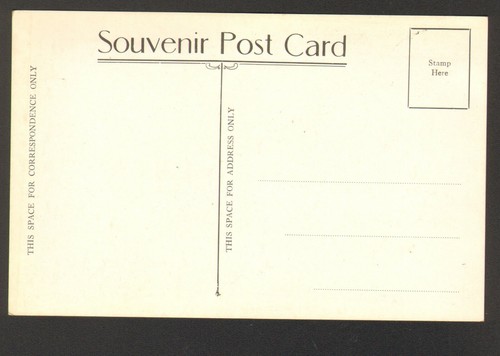 Souvenir Post Card
Stamp
Here
THIS SPACE FOR CORRESPONDENCE ONLY
THIS SPACE FOR ADDRESS ONLY